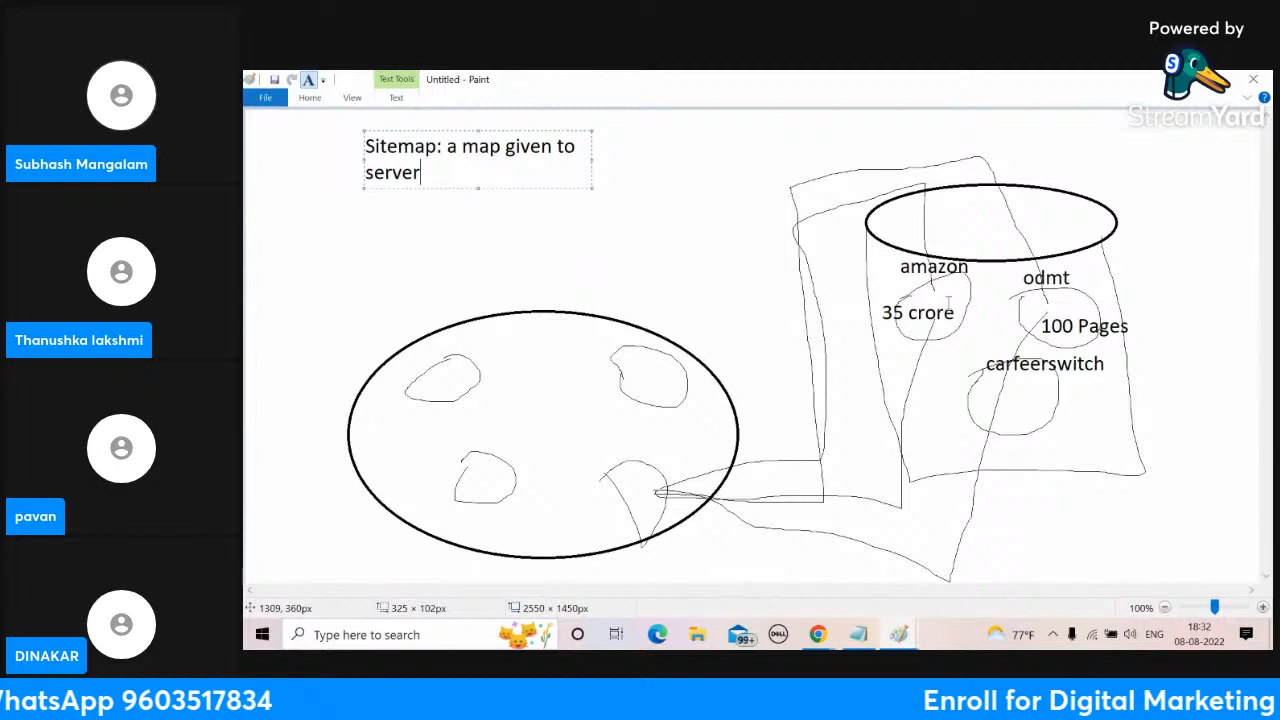 Powered by
S
StreamYard
Text Tools
Untitled - Paint
File
Home
View
Text
A
Sitemap: a map given to
server
amazon
odmt
35 crore
100 Pages
carfeerswitch
Subhash Mangalam
Thanushka lakshmi
pavan
DINAKAR
1309, 360px
325 × 102px
2550 × 1450px
100%
Type here to search
99+
DELL
77°F
ENG
18:32
08-08-2022
WhatsApp 9603517834
Enroll for Digital Marketing